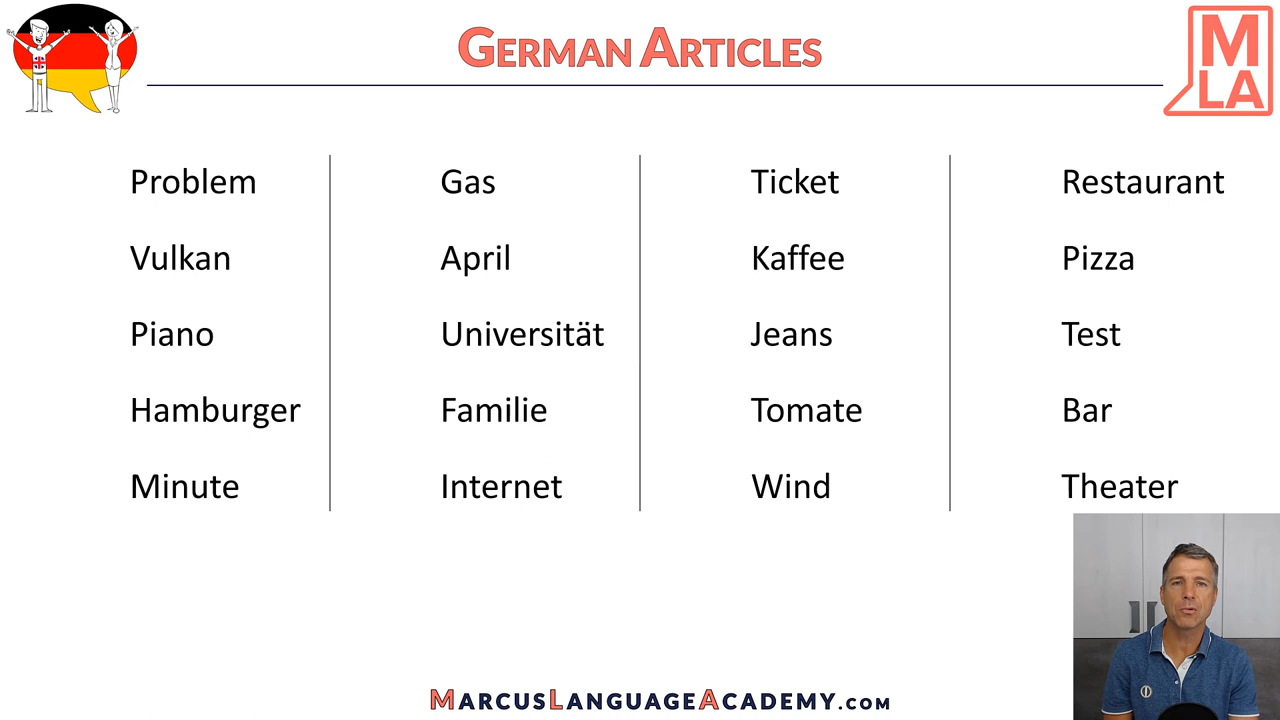 GERMAN ARTICLES
M
LA
Problem
Vulkan
Piano
Hamburger
Minute
Gas
April
Universität
Familie
Internet
Ticket
Kaffee
Jeans
Tomate
Wind
Restaurant
Pizza
Test
Bar
Theater
MARCUSLANGUAGEACADEMY.COM